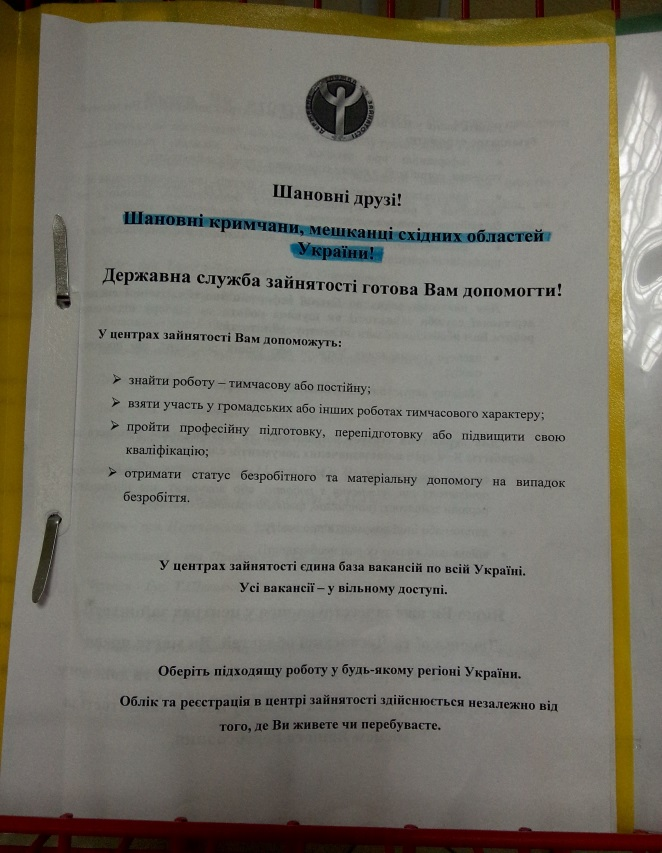 Шановні друзі!
Шановні кримчани, мешканці східних областей
України!
Державна служба зайнятості готова Вам допомогти!
У центрах зайнятості Вам допоможуть:
➢ знайти роботу – тимчасову або постійну;
➢ взяти участь у громадських або інших роботах тимчасового характеру;
➢ пройти професійну підготовку, перепідготовку або підвищити свою
кваліфікацію;
➢ отримати статус безробітного та матеріальну допомогу на випадок
безробіття.
У центрах зайнятості єдина база вакансій по всій Україні.
Усі вакансії – у вільному доступі.
Оберіть підходящу роботу у будь-якому регіоні України.
Облік та реєстрація в центрі зайнятості здійснюється незалежно від
того, де Ви живете чи перебуваєте.